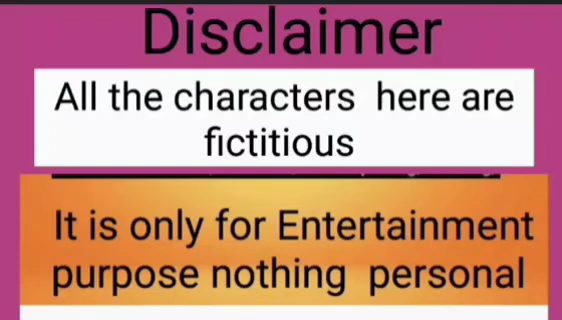 Disclaimer
All the characters here are
fictitious
It is only for Entertainment
purpose nothing personal